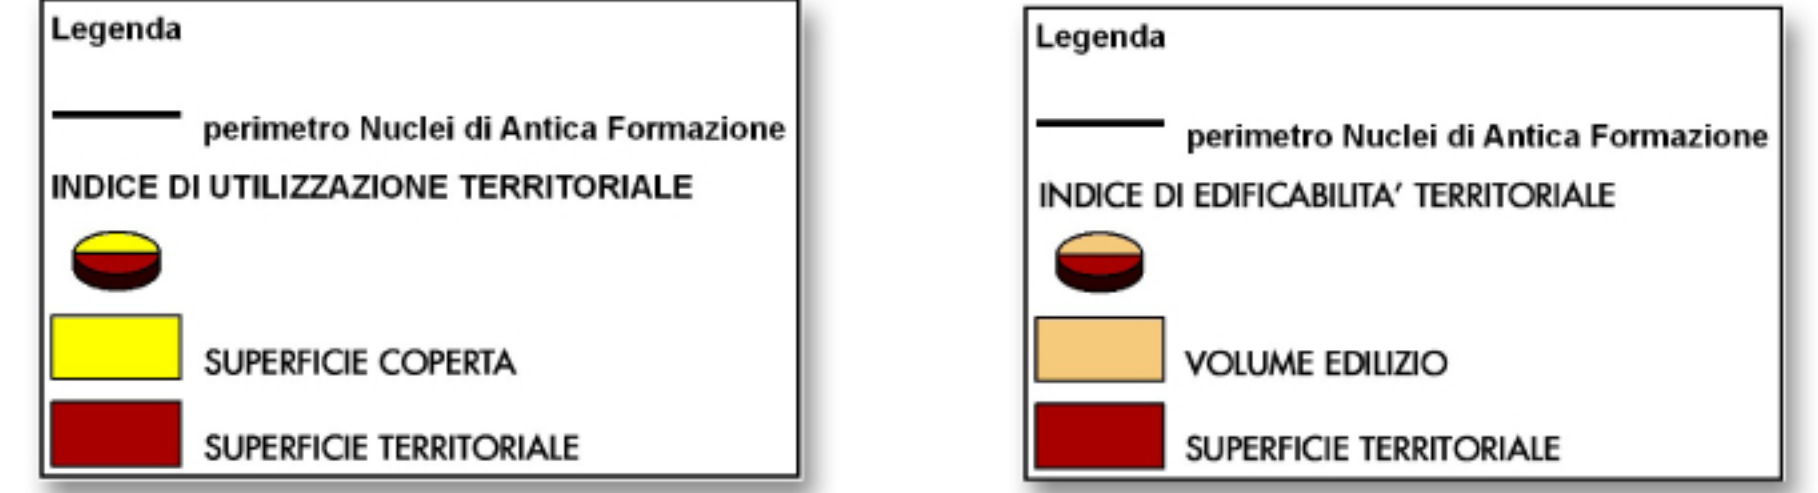 Legenda
perimetro Nuclei di Antica Formazione
INDICE DI UTILIZZAZIONE TERRITORIALE
SUPERFICIE COPERTA
SUPERFICIE TERRITORIALE
Legenda
perimetro Nuclei di Antica Formazione
INDICE DI EDIFICABILITA' TERRITORIALE
VOLUME EDILIZIO
SUPERFICIE TERRITORIALE